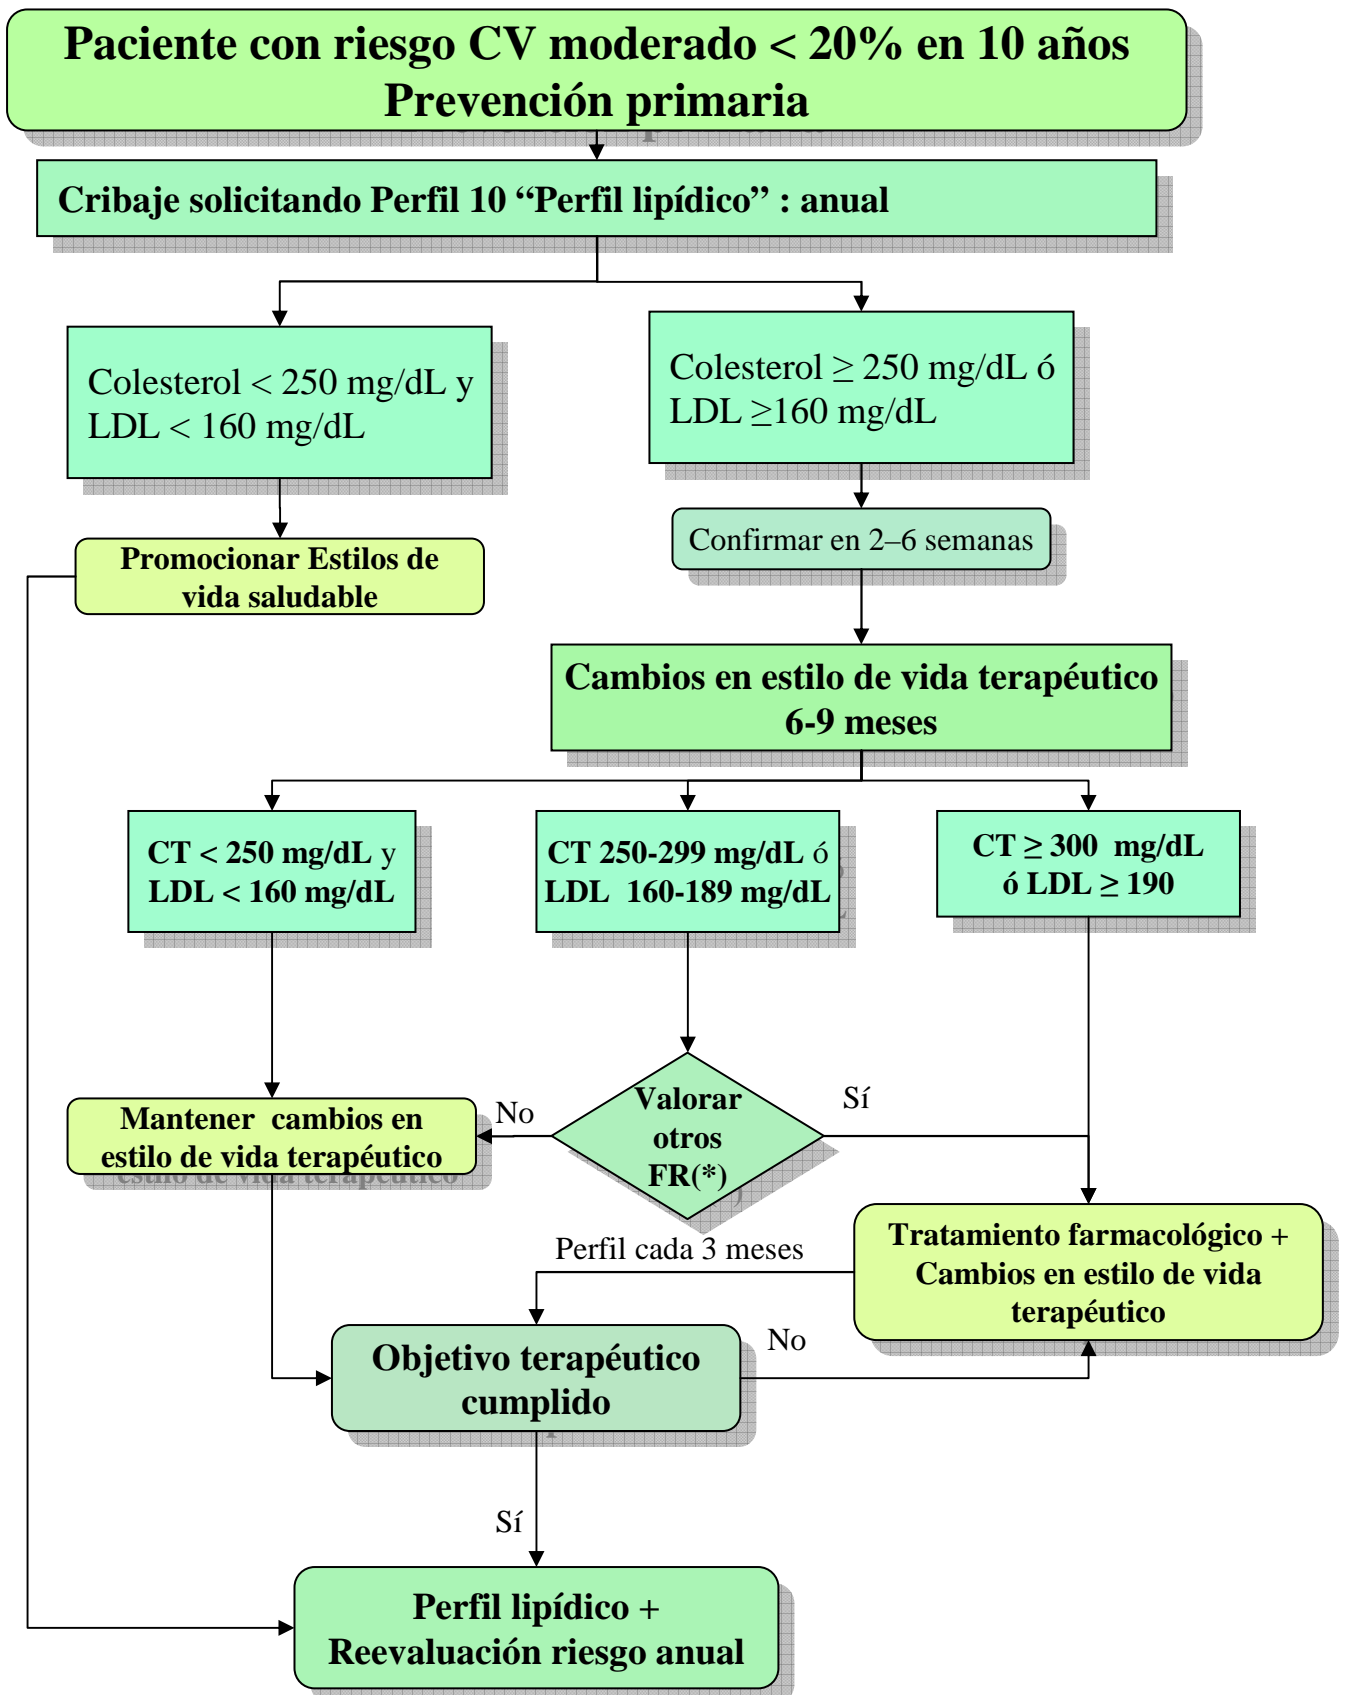 Paciente con riesgo CV moderado < 20% en 10 años
Prevención primaria
Cribaje solicitando Perfil 10 “Perfil lipídico” : anual
Colesterol < 250 mg/dL y
LDL < 160 mg/dL
Colesterol ≥ 250 mg/dL ó
LDL ≥160 mg/dL
Promocionar Estilos de
vida saludable
Confirmar en 2–6 semanas
Cambios en estilo de vida terapéutico
6-9 meses
CT < 250 mg/dL y
LDL < 160 mg/dL
CT 250-299 mg/dL ó
LDL  160-189 mg/dL
CT ≥ 300  mg/dL
ó LDL ≥ 190
Mantener  cambios en
estilo de vida terapéutico
No
Valorar
otros
FR(*)
Sí
Tratamiento farmacológico +
Cambios en estilo de vida
terapéutico
Perfil cada 3 meses
Objetivo terapéutico
cumplido
No
Sí
Perfil lipídico +
Reevaluación riesgo anual